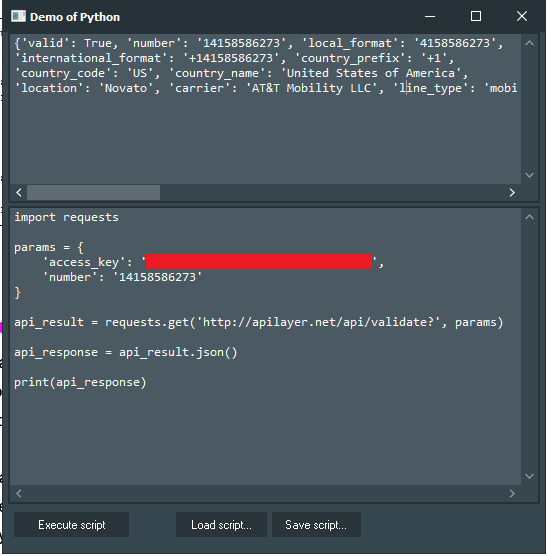 Demo of Python
{'valid': True, 'number': '14158586273', 'local_format': '4158586273',
'international_format': '+14158586273', 'country_prefix': '+1',
'country_code': 'US', 'country_name': 'United States of America',
'location': 'Novato', 'carrier': 'AT&T Mobility LLC', 'line_type': 'mobi
import requests
params = {
'access_key': '',
'number': '14158586273'
}
api_result = requests.get('http://apilayer.net/api/validate?', params)
api_response = api_result.json()
print(api_response)
Execute script Load script... Save script...